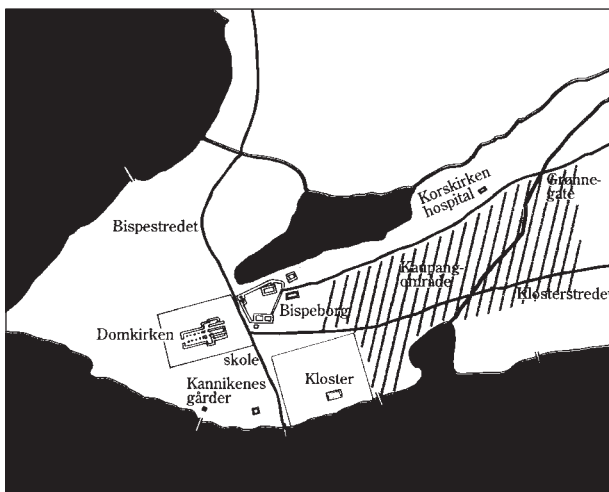 Korskirken
hospital
Grønne-
gate
Bispestredet
Kaupang-
område
Klosterstredet
Bispeborg
Domkirken
skole
Kannikenes
gårder
Kloster